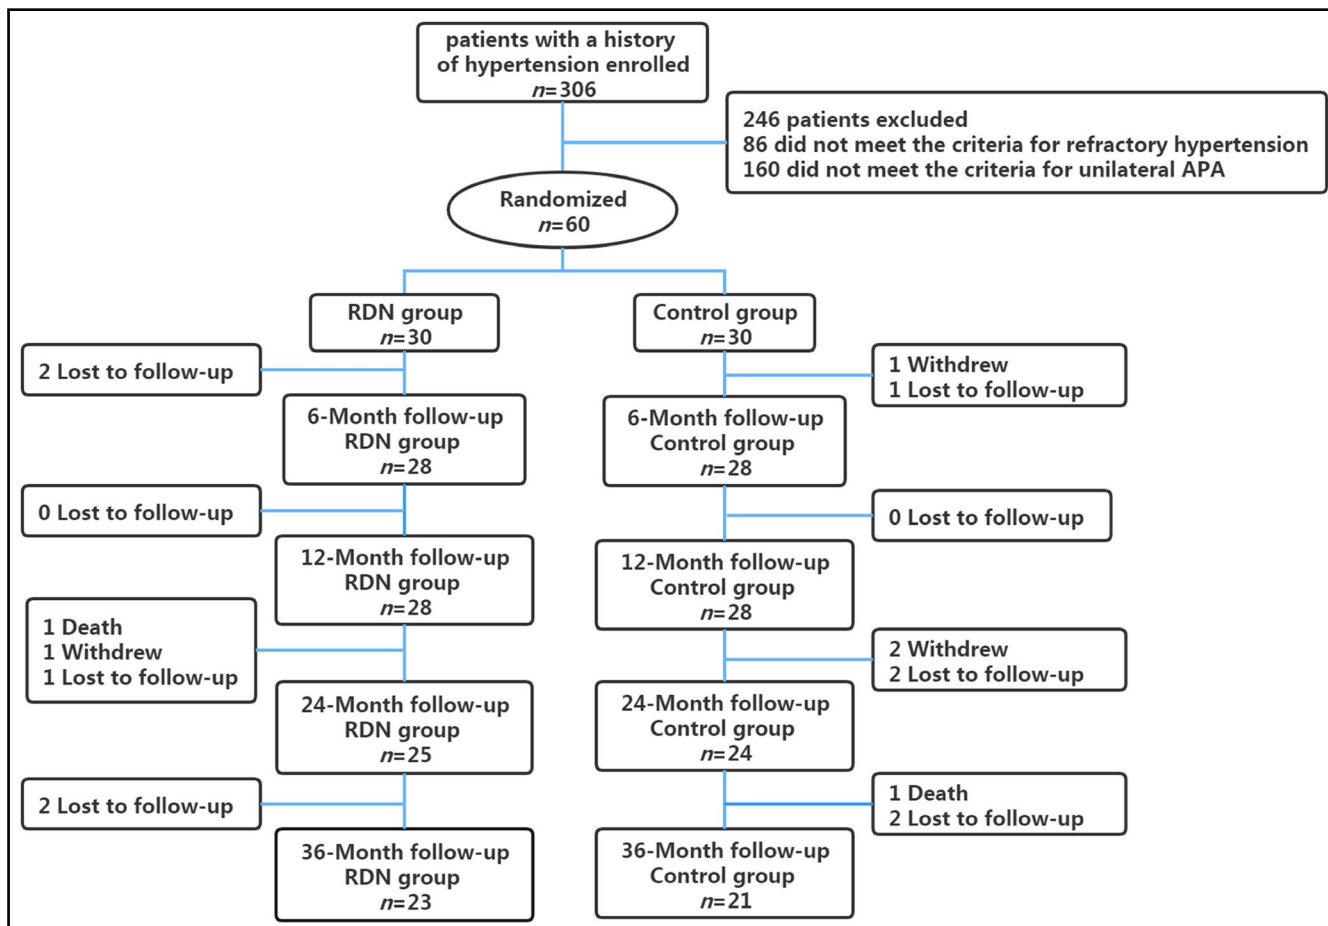 patients with a history
of hypertension enrolled
n=306
246 patients excluded
86 did not meet the criteria for refractory hypertension
160 did not meet the criteria for unilateral APA
Randomized
n=60
RDN group
n=30
Control group
n=30
2 Lost to follow-up
1 Withdrew
1 Lost to follow-up
6-Month follow-up
RDN group
n=28
6-Month follow-up
Control group
n=28
0 Lost to follow-up
0 Lost to follow-up
12-Month follow-up
RDN group
n=28
12-Month follow-up
Control group
n=28
1 Death
1 Withdrew
1 Lost to follow-up
2 Withdrew
2 Lost to follow-up
24-Month follow-up
RDN group
n=25
24-Month follow-up
Control group
n=24
2 Lost to follow-up
1 Death
2 Lost to follow-up
36-Month follow-up
RDN group
n=23
36-Month follow-up
Control group
n=21